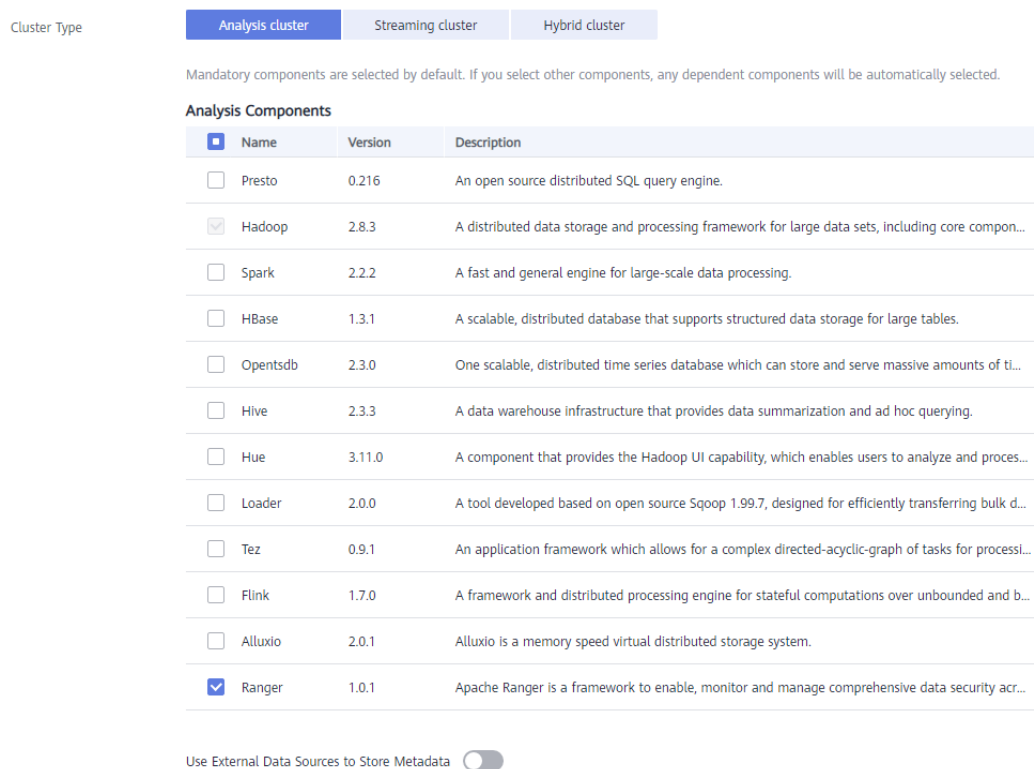 Cluster Type
Analysis cluster Streaming cluster Hybrid cluster
Mandatory components are selected by default. If you select other components, any dependent components will be automatically selected.
Analysis Components
Name Version Description
Presto 0.216 An open source distributed SQL query engine.
Hadoop 2.8.3 A distributed data storage and processing framework for large data sets, including core compon...
Spark 2.2.2 A fast and general engine for large-scale data processing.
HBase 1.3.1 A scalable, distributed database that supports structured data storage for large tables.
Opentsdb 2.3.0 One scalable, distributed time series database which can store and serve massive amounts of ti...
Hive 2.3.3 A data warehouse infrastructure that provides data summarization and ad hoc querying.
Hue 3.11.0 A component that provides the Hadoop UI capability, which enables users to analyze and proces...
Loader 2.0.0 A tool developed based on open source Sqoop 1.99.7, designed for efficiently transferring bulk d...
Tez 0.9.1 An application framework which allows for a complex directed-acyclic-graph of tasks for processi...
Flink 1.7.0 A framework and distributed processing engine for stateful computations over unbounded and b...
Alluxio 2.0.1 Alluxio is a memory speed virtual distributed storage system.
Ranger 1.0.1 Apache Ranger is a framework to enable, monitor and manage comprehensive data security acr...
Use External Data Sources to Store Metadata